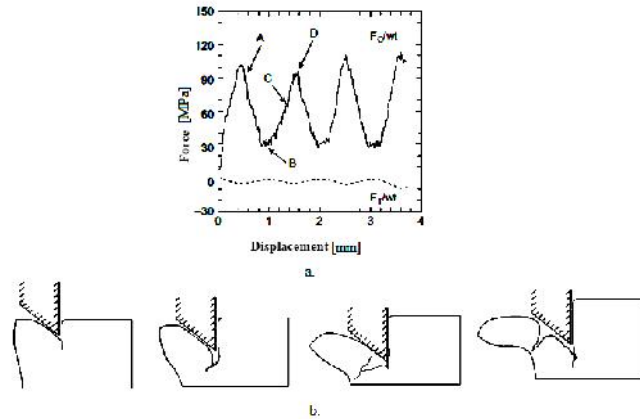 150
120
90
60
30
0
−30
Force [MPa]
A
D
C
B
F_C/wt
F_T/wt
0
1
2
3
4
Displacement [mm]
a.
b.